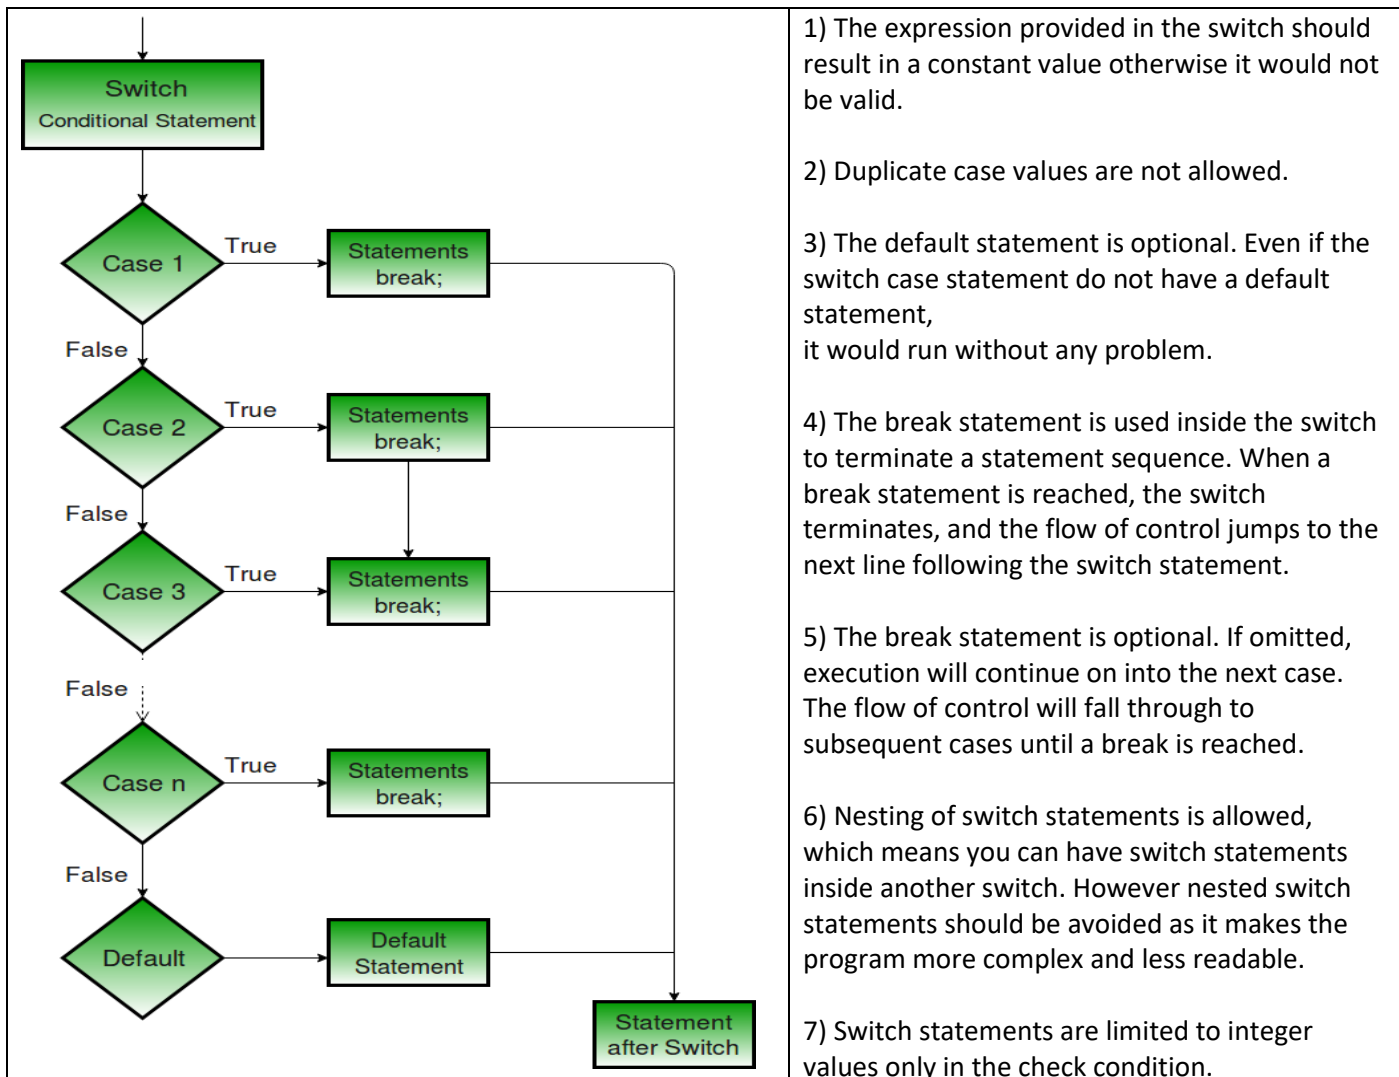 Switch
Conditional Statement
Case 1
True
Statements
break;
False
Case 2
True
Statements
break;
False
Case 3
True
Statements
break;
False
Case n
True
Statements
break;
False
Default
Default
Statement
Statement
after Switch
1) The expression provided in the switch should
result in a constant value otherwise it would not
be valid.
2) Duplicate case values are not allowed.
3) The default statement is optional. Even if the
switch case statement do not have a default
statement,
it would run without any problem.
4) The break statement is used inside the switch
to terminate a statement sequence. When a
break statement is reached, the switch
terminates, and the flow of control jumps to the
next line following the switch statement.
5) The break statement is optional. If omitted,
execution will continue on into the next case.
The flow of control will fall through to
subsequent cases until a break is reached.
6) Nesting of switch statements is allowed,
which means you can have switch statements
inside another switch. However nested switch
statements should be avoided as it makes the
program more complex and less readable.
7) Switch statements are limited to integer
values only in the check condition.